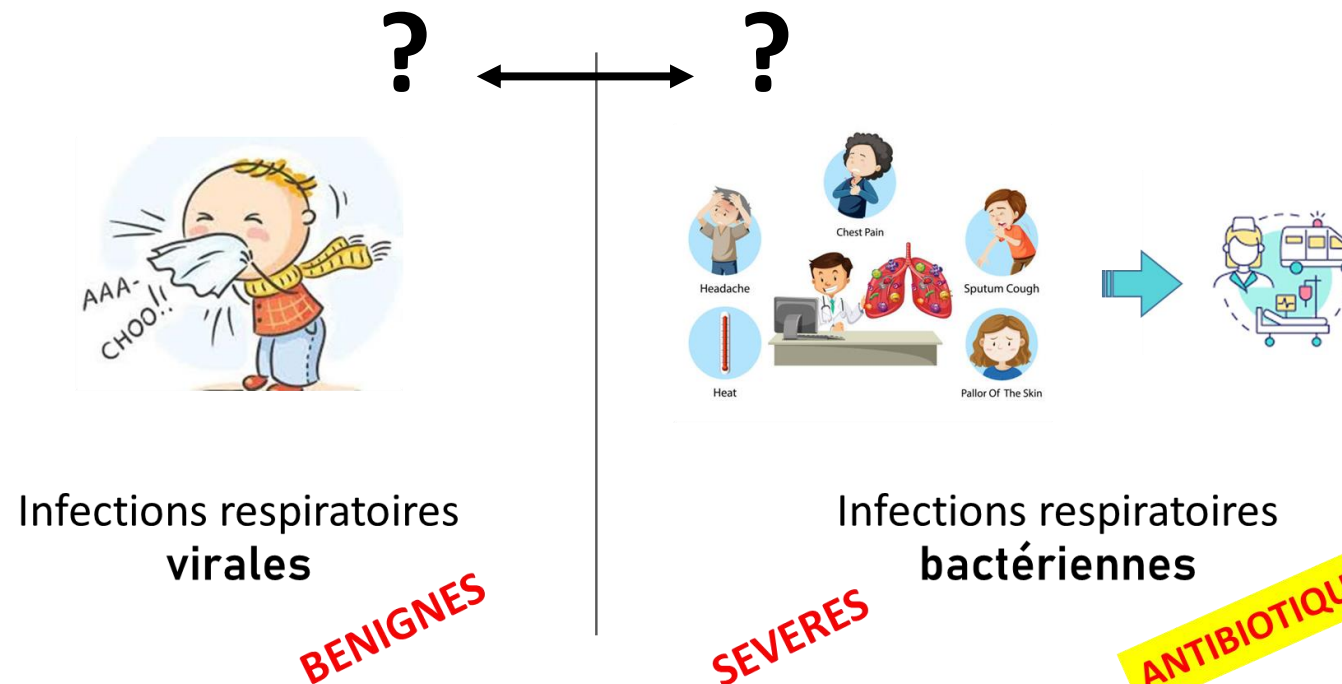 ?
?
AAA-
CHOO!!
Chest Pain
Headache
Sputum Cough
Heat
Pallor Of The Skin
Infections respiratoires
virales
BENIGNES
Infections respiratoires
bactériennes
SEVERES
ANTIBIOTIQU